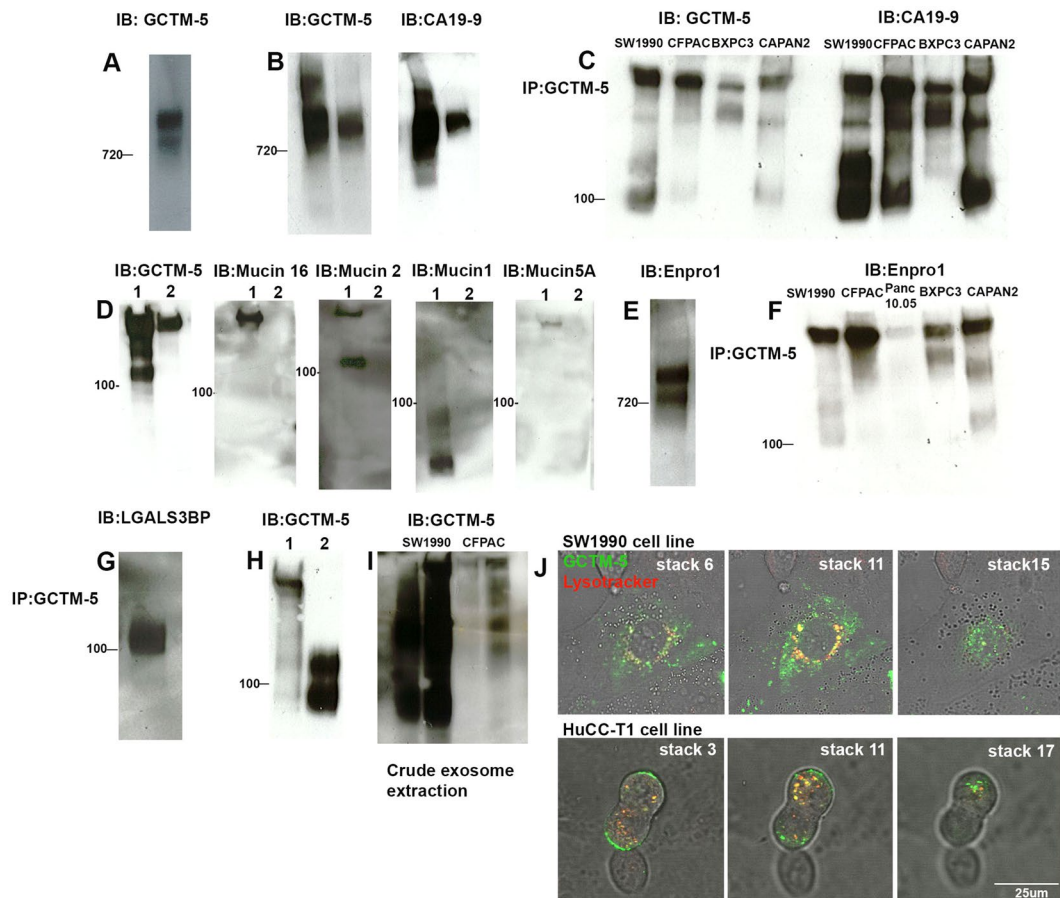 IB: GCTM-5
IB:GCTM-5
IB:CA19-9
IB: GCTM-5
IB:CA19-9
A
B
C
SW1990 CFPAC BXPC3 CAPAN2
SW1990 CFPAC BXPC3 CAPAN2
IP:GCTM-5
720
720
100
IB:GCTM-5
IB:Mucin 16
IB:Mucin 2
IB:Mucin1
IB:Mucin5A
D
1 2
1 2
1 2
1 2
1 2
100-
100-
100-
100-
100-
IB:Enpro1
E
720
IB:Enpro1
SW1990 CFPAC Panc 10.05 BXPC3 CAPAN2
F
IP:GCTM-5
100
IB:LGALS3BP
G
IP:GCTM-5
100
IB:GCTM-5
H
1 2
100
IB:GCTM-5
I
SW1990 CFPAC
Crude exosome
extraction
SW1990 cell line
J
GCTM-5
Lysotracker
stack 6
stack 11
stack15
HuCC-T1 cell line
stack 3
stack 11
stack 17
25um